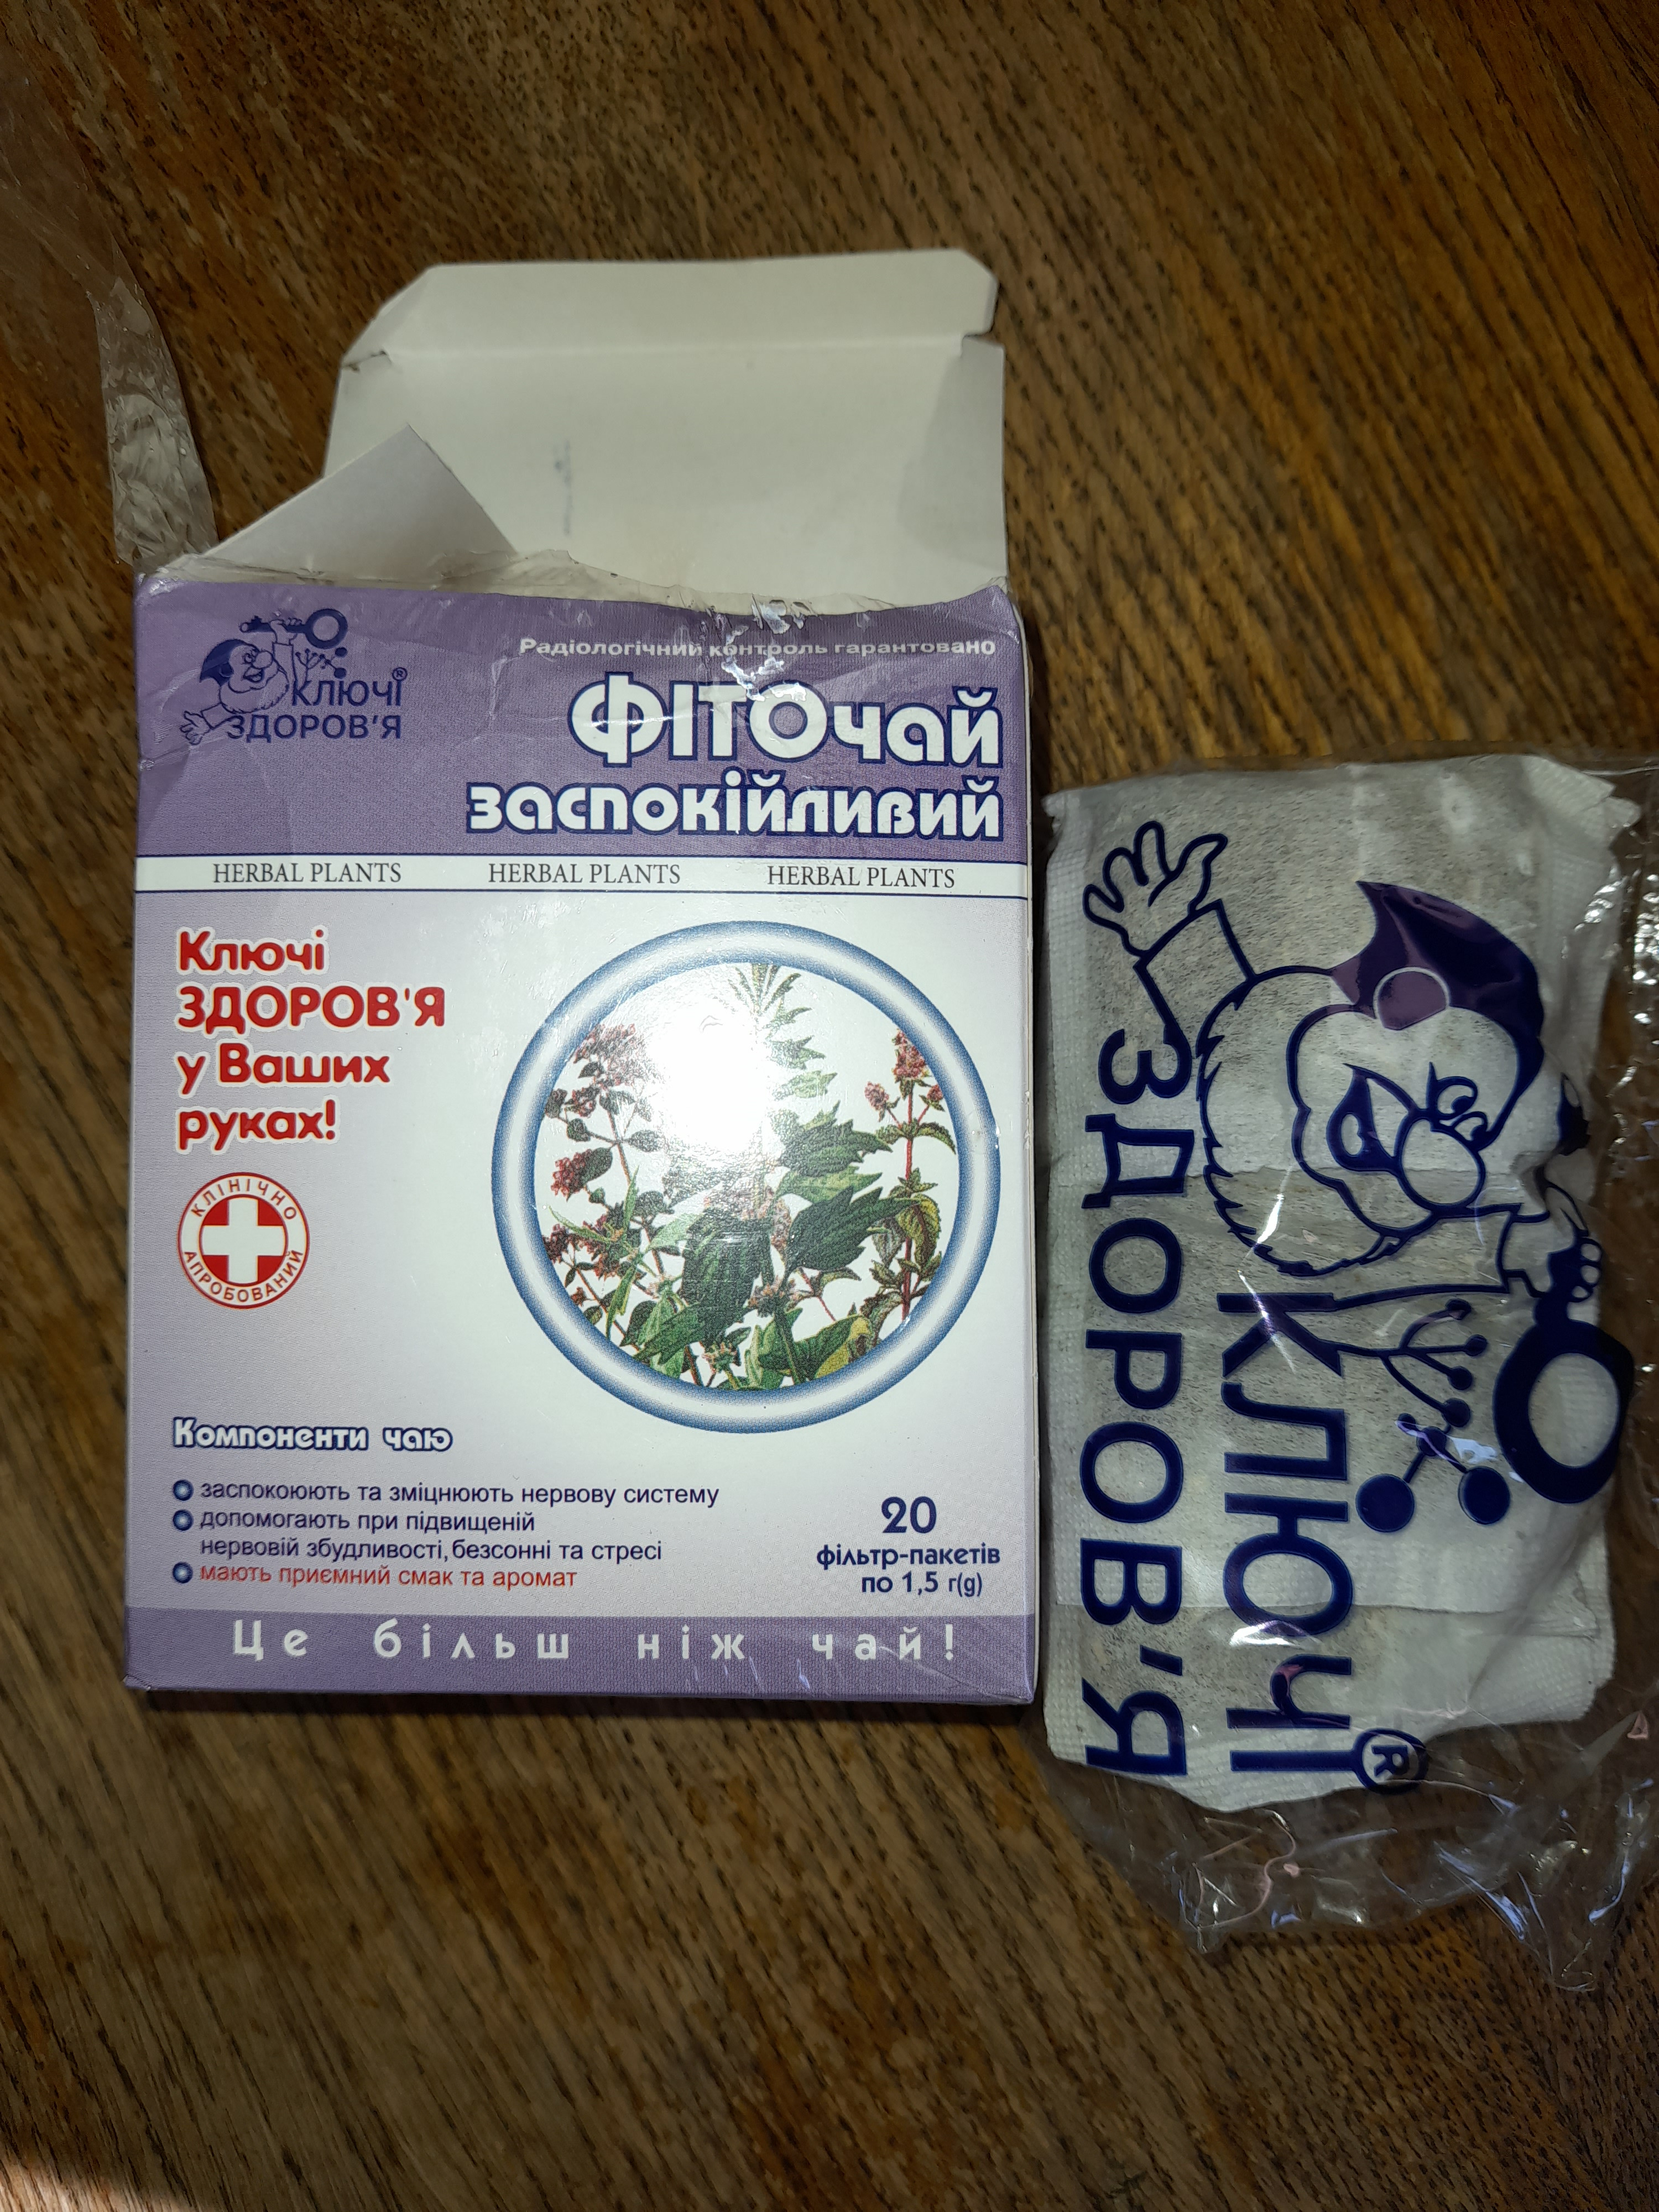 Радіологічний контроль гарантовано
КЛЮЧІ®
ЗДОРОВ'Я
ФІТОчай
заспокійливий
HERBAL PLANTS HERBAL PLANTS HERBAL PLANTS
Ключі
ЗДОРОВ'Я
у Ваших
руках!
КЛІНІЧНО
АПРОБОВАНИЙ
Компоненти чаю
заспокоюють та зміцнюють нервову систему
допомогають при підвищеній
нервовій збудливості, безсонні та стресі
мають приємний смак та аромат
20
фільтр-пакетів
по 1,5 г(g)
Це більш ніж чай!
КЛЮЧІ®
ЗДОРОВ'Я